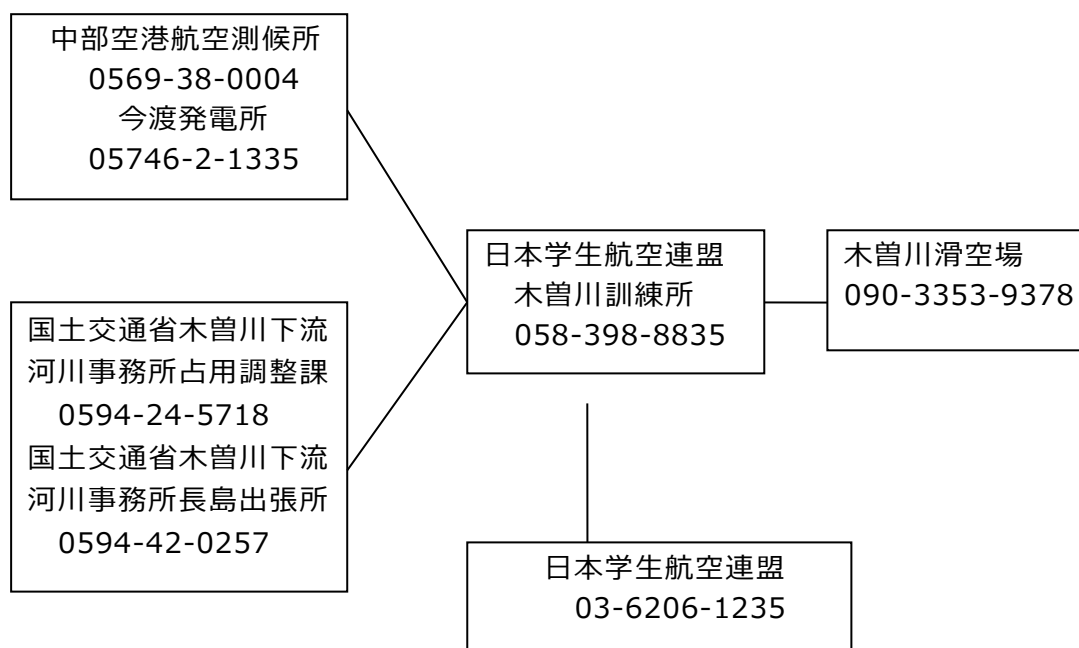 中部空港航空測候所
0569-38-0004
今渡発電所
05746-2-1335
国土交通省木曽川下流
河川事務所占用調整課
0594-24-5718
国土交通省木曽川下流
河川事務所長島出張所
0594-42-0257
日本学生航空連盟
木曽川訓練所
058-398-8835
木曽川滑空場
090-3353-9378
日本学生航空連盟
03-6206-1235